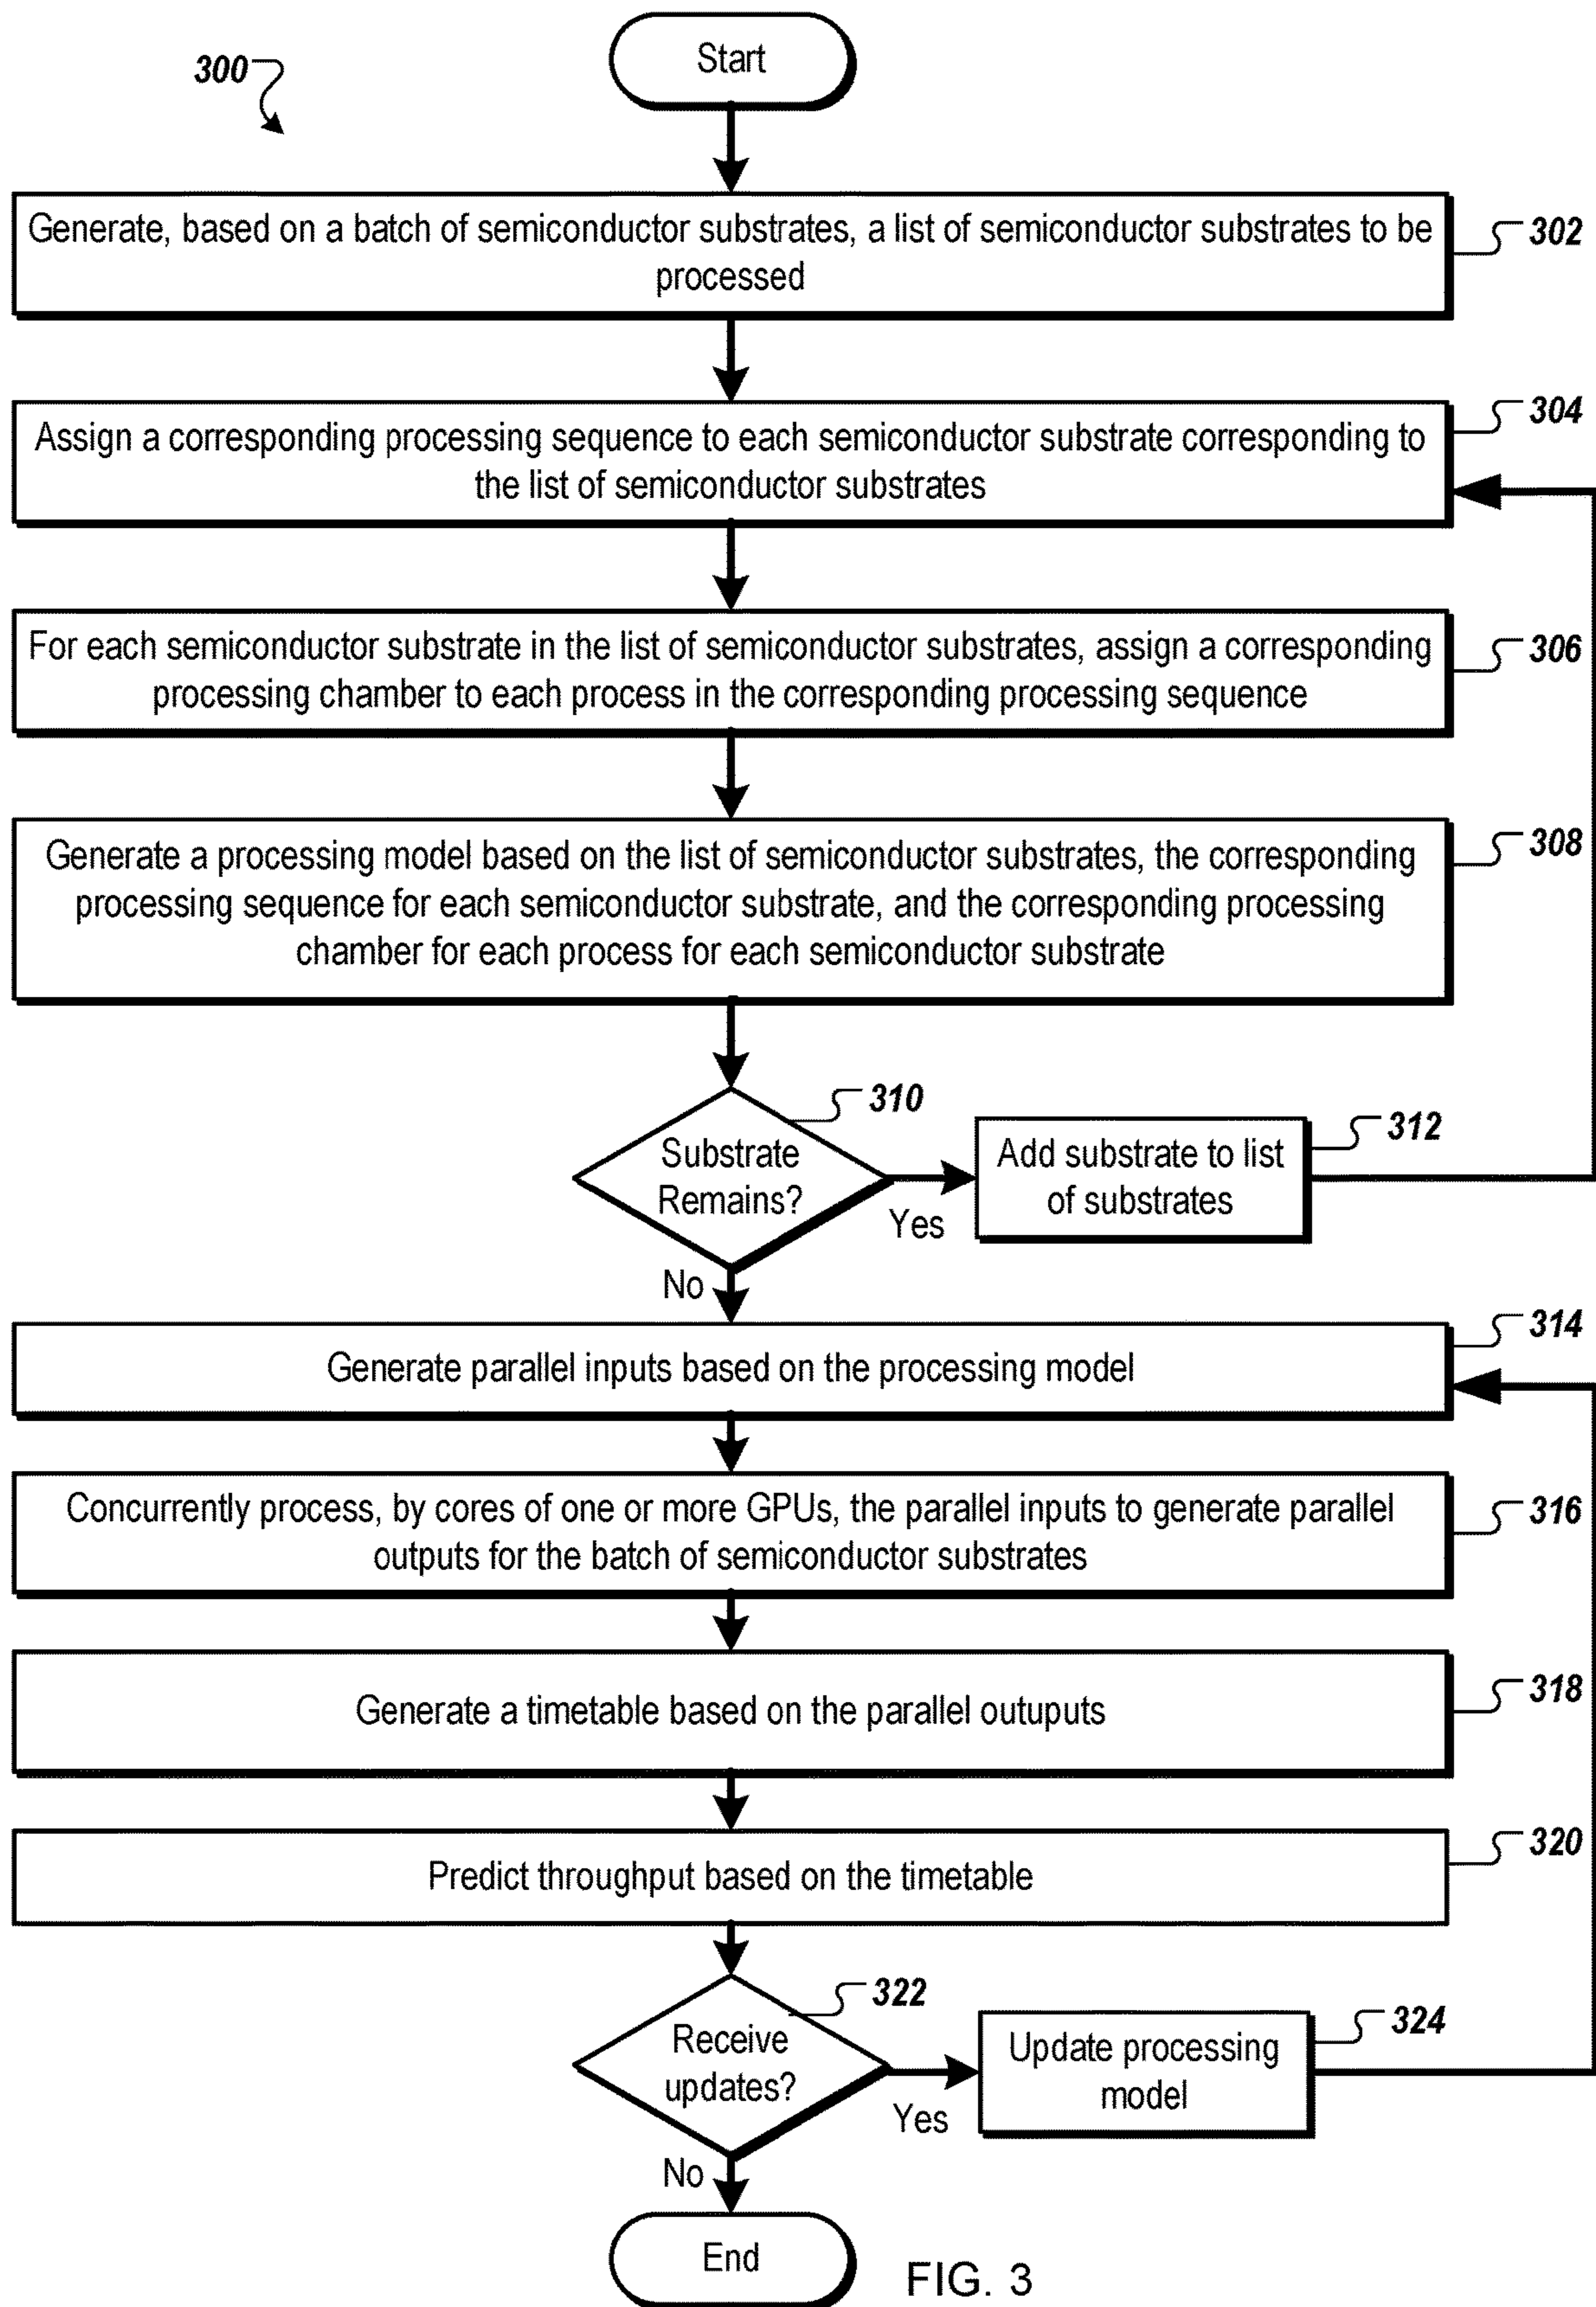 Start
300
Generate, based on a batch of semiconductor substrates, a list of semiconductor substrates to be
processed
302
Assign a corresponding processing sequence to each semiconductor substrate corresponding to
the list of semiconductor substrates
304
For each semiconductor substrate in the list of semiconductor substrates, assign a corresponding
processing chamber to each process in the corresponding processing sequence
306
Generate a processing model based on the list of semiconductor substrates, the corresponding
processing sequence for each semiconductor substrate, and the corresponding processing
chamber for each process for each semiconductor substrate
308
Substrate
Remains?
310
Yes
Add substrate to list
of substrates
312
No
Generate parallel inputs based on the processing model
314
Concurrently process, by cores of one or more GPUs, the parallel inputs to generate parallel
outputs for the batch of semiconductor substrates
316
Generate a timetable based on the parallel outuputs
318
Predict throughput based on the timetable
320
Receive
updates?
322
Yes
Update processing
model
324
No
End
FIG. 3